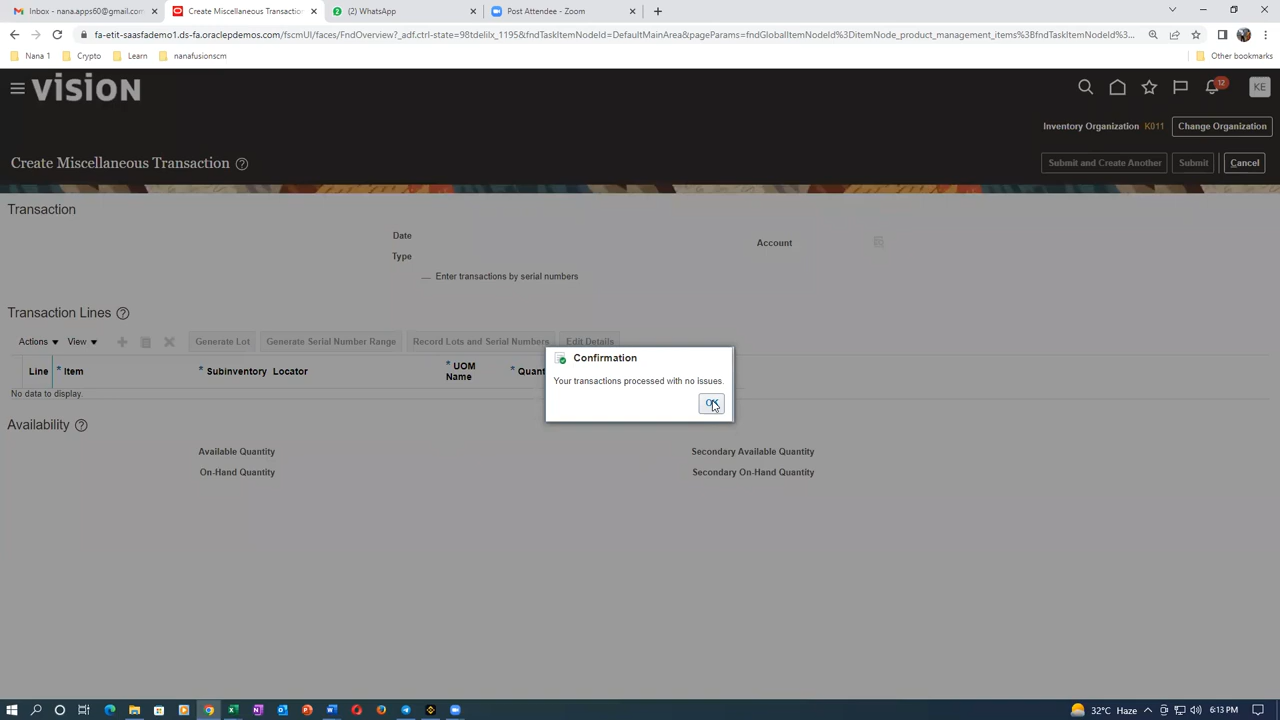 Inbox - nana.apps60@gmail.com
Create Miscellaneous Transactio
(2) WhatsApp
Post Attendee - Zoom
fa-etit-saasfademo1.ds-fa.oraclepdemos.com/fscmUI/faces/FndOverview?_adf.ctrl-state=98tdelilx_1195&fndTaskItemNodeId=DefaultMainArea&pageParams=fndGlobalItemNodeId%3DitemNode_product_management_items%3BfndTaskItemNodeId%3D...
Nana 1
Crypto
Learn
nanafusionscm
Other bookmarks
vision
12
KE
Inventory Organization K011
Change Organization
Create Miscellaneous Transaction
Submit and Create Another
Submit
Cancel
Transaction
Date
Account
Type
Enter transactions by serial numbers
Transaction Lines
Actions
View
Generate Lot
Generate Serial Number Range
Record Lots and Serial Numbers
Edit Details
Line
* Item
* Subinventory
Locator
* UOM
Name
* Quant
No data to display.
Confirmation
Your transactions processed with no issues.
OK
Availability
Available Quantity
Secondary Available Quantity
On-Hand Quantity
Secondary On-Hand Quantity
32°C Haze
6:13 PM